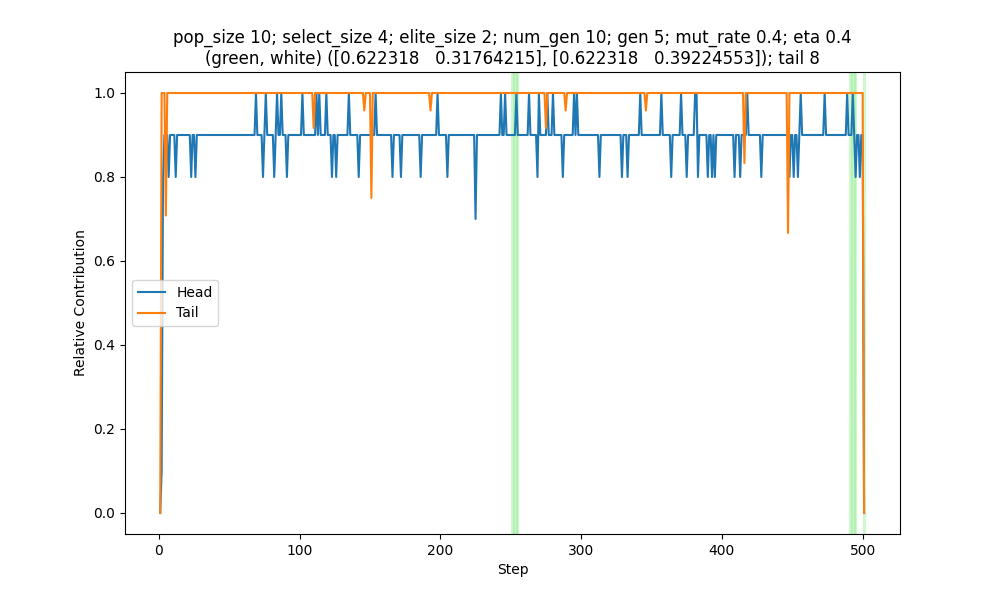 pop_size 10; select_size 4; elite_size 2; num_gen 10; gen 5; mut_rate 0.4; eta 0.4
(green, white) ([0.622318   0.31764215], [0.622318   0.39224553]); tail 8
1.0
0.8
0.6
0.4
0.2
0.0
Relative Contribution
Head
Tail
0
100
200
300
400
500
Step